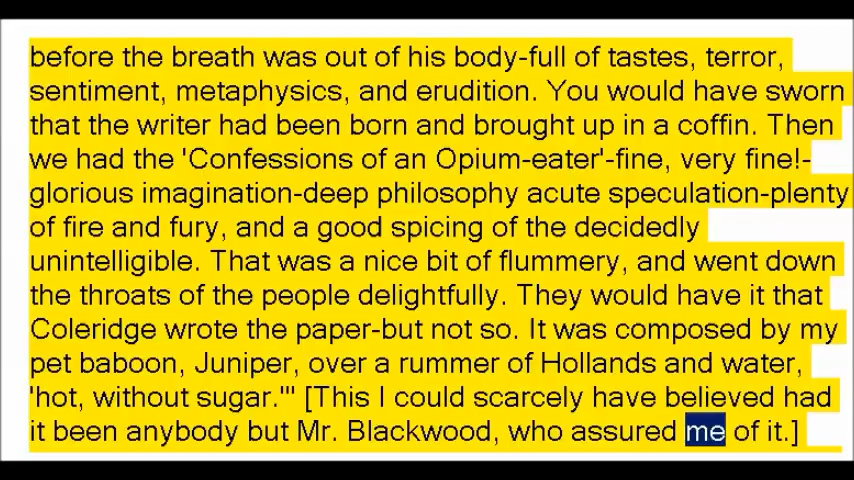 before the breath was out of his body-full of tastes, terror,
sentiment, metaphysics, and erudition. You would have sworn
that the writer had been born and brought up in a coffin. Then
we had the 'Confessions of an Opium-eater'-fine, very fine!-
glorious imagination-deep philosophy acute speculation-plenty
of fire and fury, and a good spicing of the decidedly
unintelligible. That was a nice bit of flummery, and went down
the throats of the people delightfully. They would have it that
Coleridge wrote the paper-but not so. It was composed by my
pet baboon, Juniper, over a rummer of Hollands and water,
'hot, without sugar.'" [This I could scarcely have believed had
it been anybody but Mr. Blackwood, who assured me of it.]